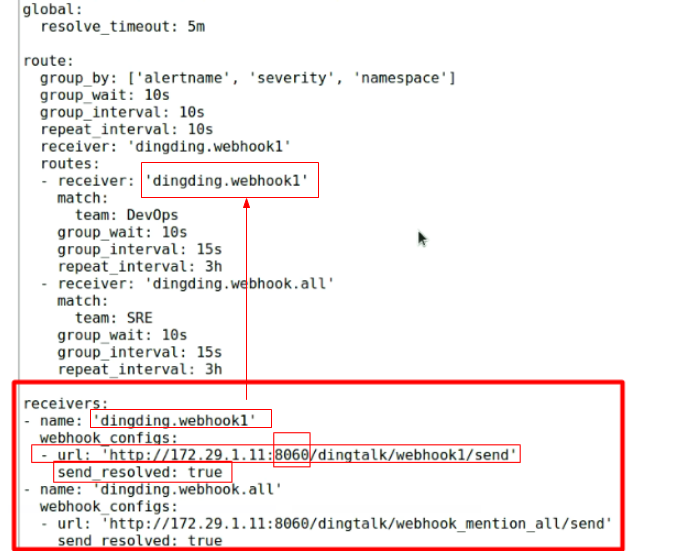 global:
  resolve_timeout: 5m

route:
  group_by: ['alertname', 'severity', 'namespace']
  group_wait: 10s
  group_interval: 10s
  repeat_interval: 10s
  receiver: 'dingding.webhook1'
  routes:
  - receiver: 'dingding.webhook1'
    match:
      team: DevOps
    group_wait: 10s
    group_interval: 15s
    repeat_interval: 3h
  - receiver: 'dingding.webhook.all'
    match:
      team: SRE
    group_wait: 10s
    group_interval: 15s
    repeat_interval: 3h

receivers:
- name: 'dingding.webhook1'
  webhook_configs:
  - url: 'http://172.29.1.11:8060/dingtalk/webhook1/send'
    send_resolved: true
- name: 'dingding.webhook.all'
  webhook_configs:
  - url: 'http://172.29.1.11:8060/dingtalk/webhook_mention_all/send'
    send_resolved: true